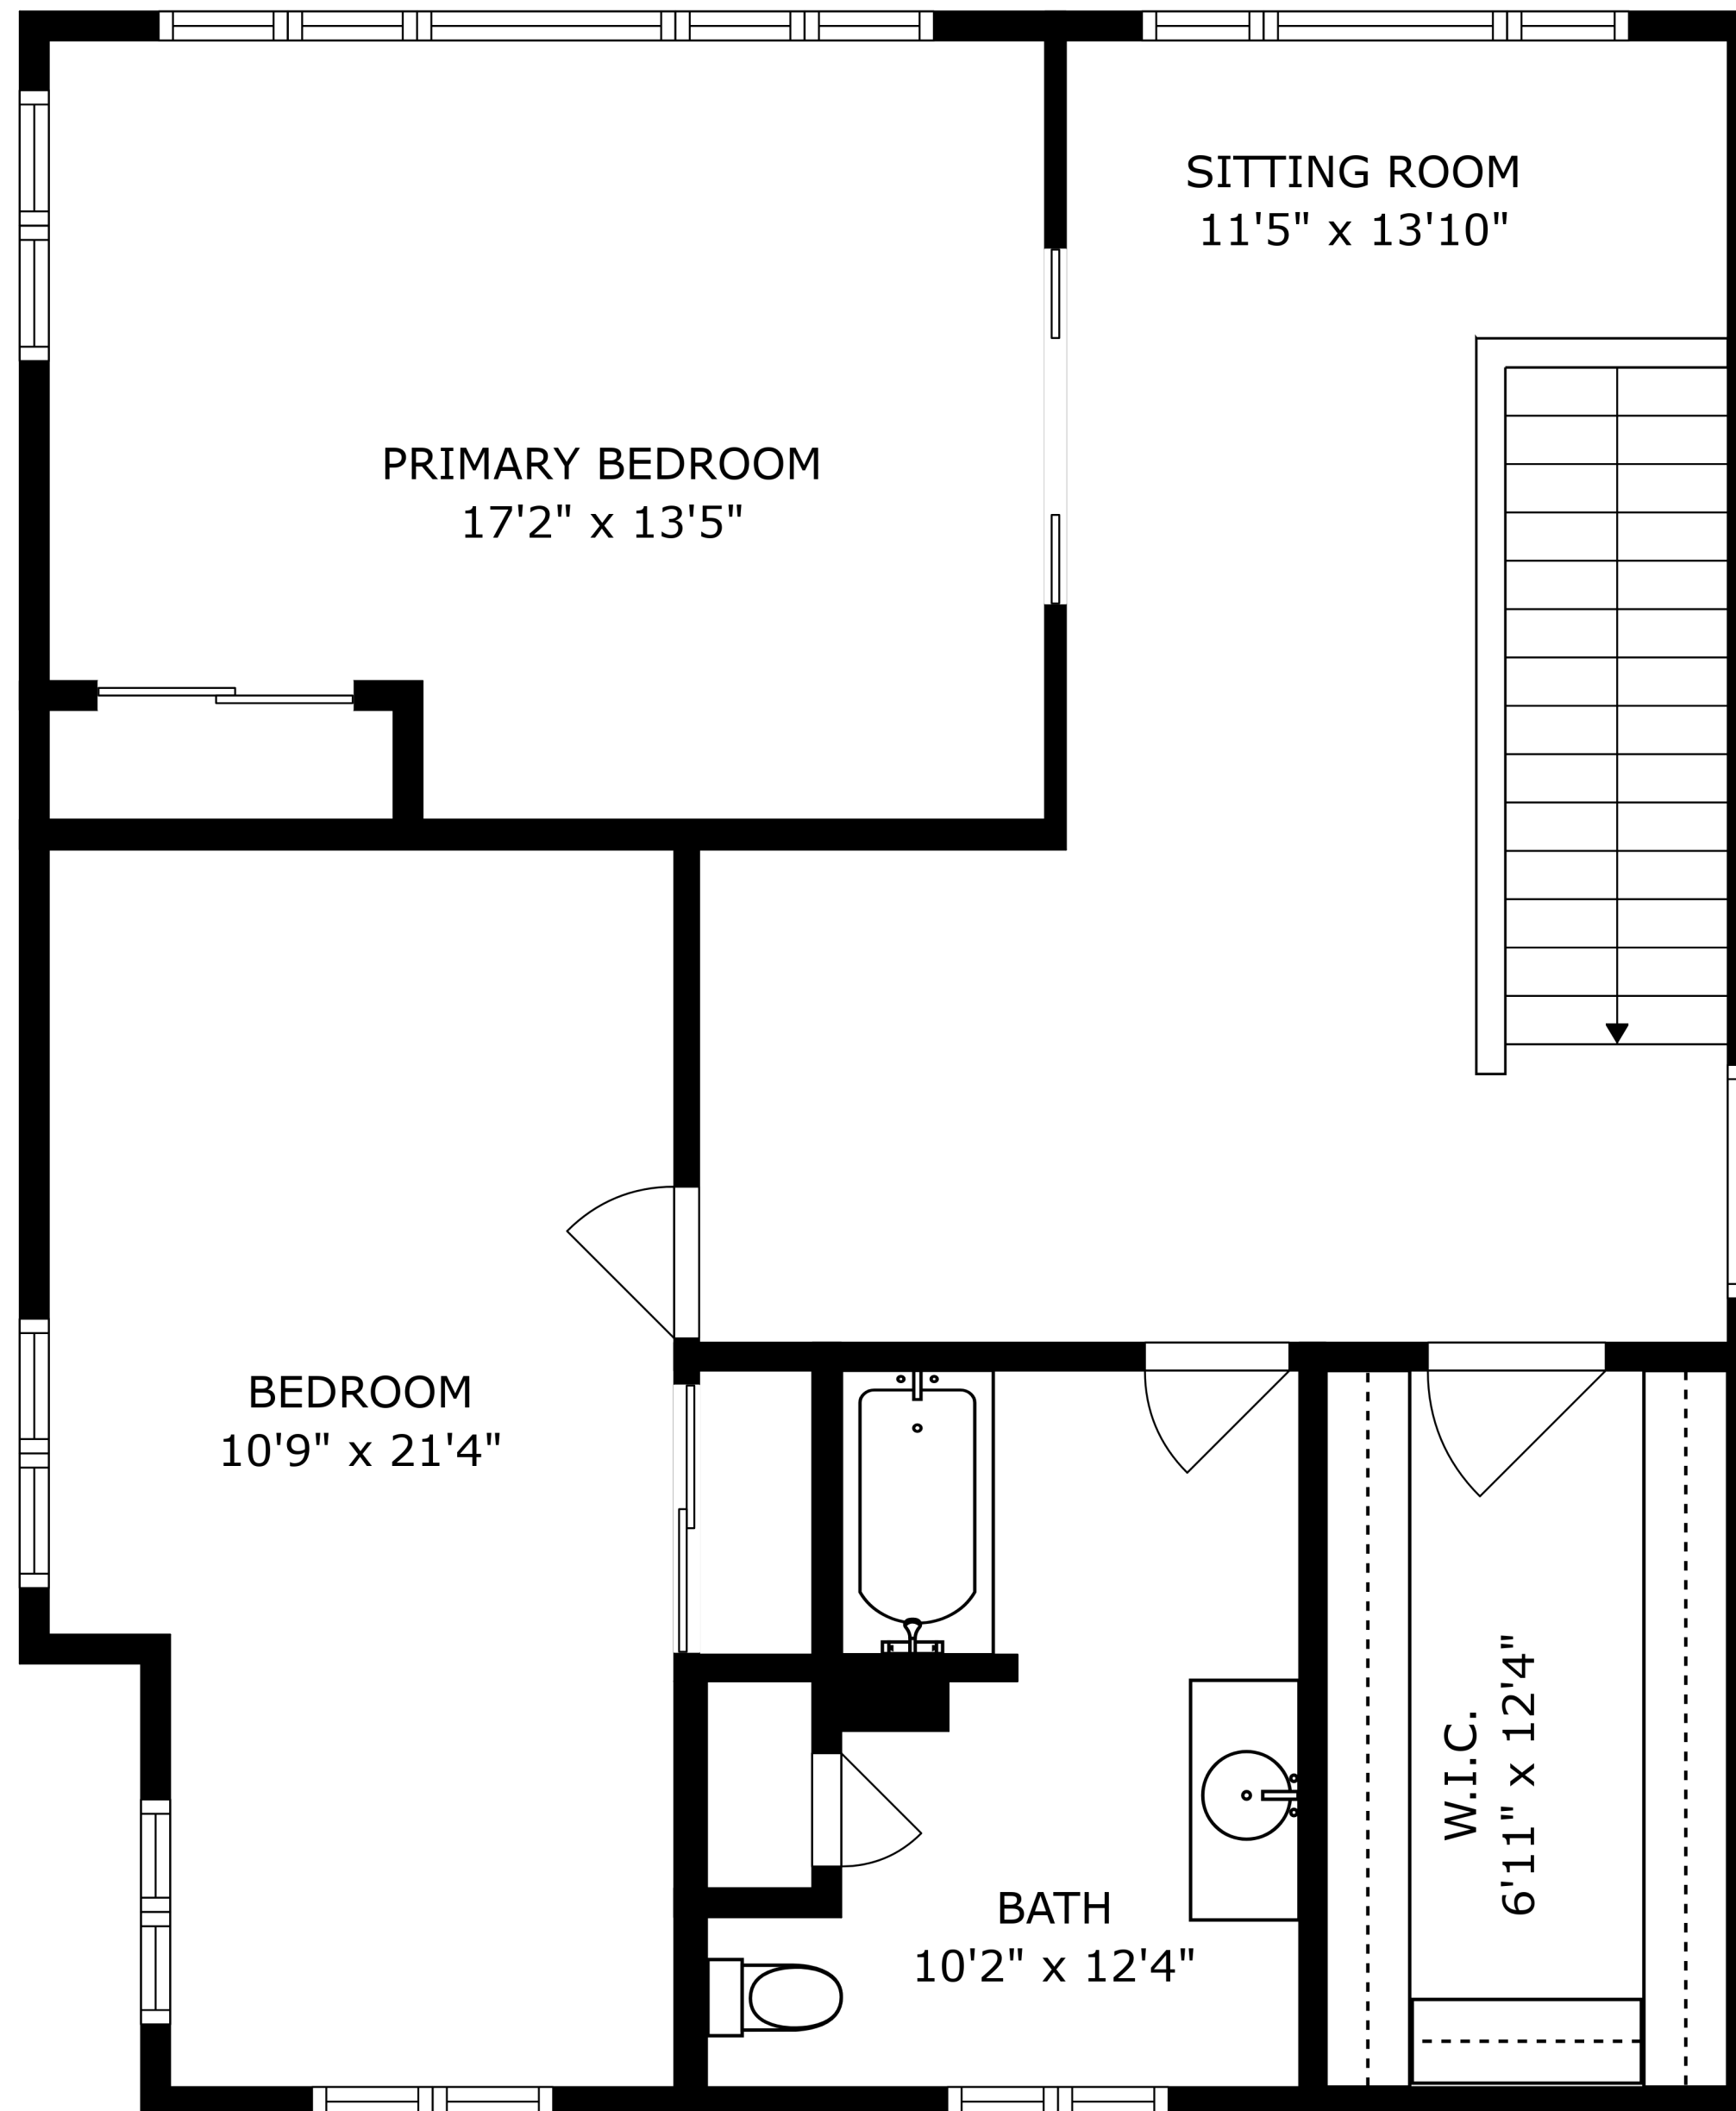 SITTING ROOM
11'5" x 13'10"
PRIMARY BEDROOM
17'2" x 13'5"
BEDROOM
10'9" x 21'4"
W.I.C.
6'11" x 12'4"
BATH
10'2" x 12'4"